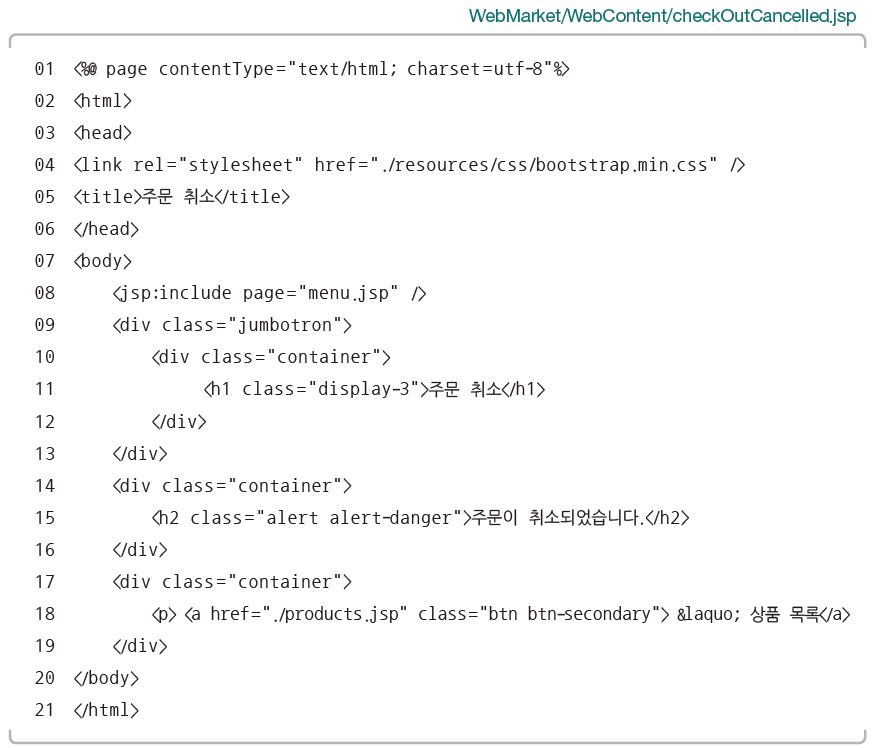 WebMarket/WebContent/checkOutCancelled.jsp
01 <%@ page contentType="text/html; charset=utf-8"%>
02 <html>
03 <head>
04 <link rel="stylesheet" href="./resources/css/bootstrap.min.css" />
05 <title>주문 취소</title>
06 </head>
07 <body>
08 <jsp:include page="menu.jsp" />
09 <div class="jumbotron">
10 <div class="container">
11 <h1 class="display-3">주문 취소</h1>
12 </div>
13 </div>
14 <div class="container">
15 <h2 class="alert alert-danger">주문이 취소되었습니다.</h2>
16 </div>
17 <div class="container">
18 <p> <a href="./products.jsp" class="btn btn-secondary"> &laquo; 상품 목록</a>
19 </div>
20 </body>
21 </html>